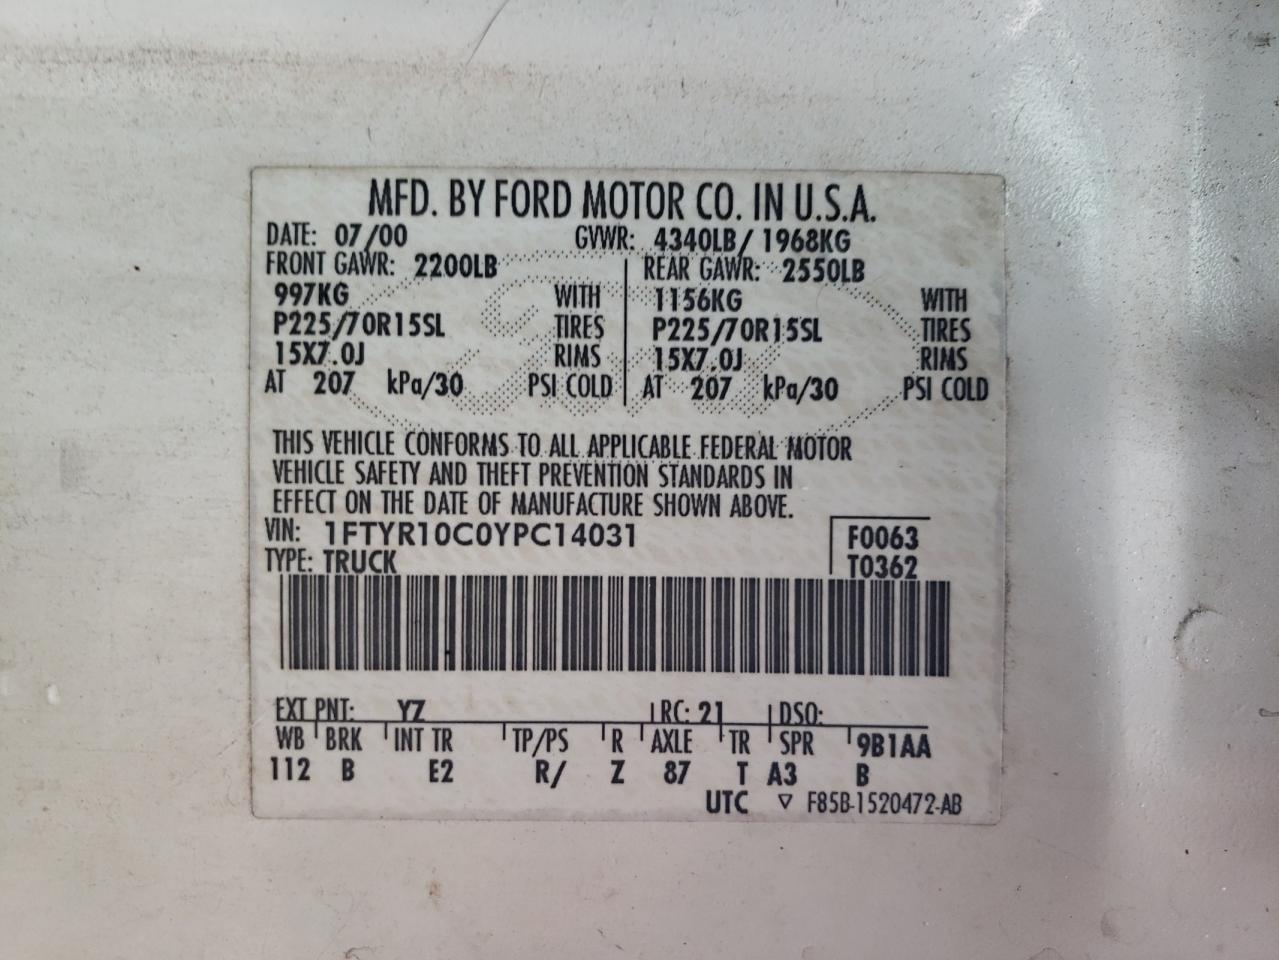 MFD. BY FORD MOTOR CO. IN U.S.A.
DATE: 07/00 GVWR: 4340LB/ 1968KG
FRONT GAWR: 2200LB REAR GAWR: 2550LB
997KG WITH 1156KG WITH
P225/70R15SL TIRES P225/70R15SL TIRES
15X7.0J RIMS 15X7.0J RIMS
AT 207 kPa/30 PSI COLD AT 207 kPa/30 PSI COLD
THIS VEHICLE CONFORMS TO ALL APPLICABLE FEDERAL MOTOR
VEHICLE SAFETY AND THEFT PREVENTION STANDARDS IN
EFFECT ON THE DATE OF MANUFACTURE SHOWN ABOVE.
VIN: 1FTYR10C0YPC14031 F0063
TYPE: TRUCK T0362
EXT PNT: YZ RC: 21 DSO:
WB BRK INT TR TP/PS R AXLE TR SPR 9B1AA
112 B E2 R/ Z 87 T A3 B
UTC ▽ F85B-1520472-AB